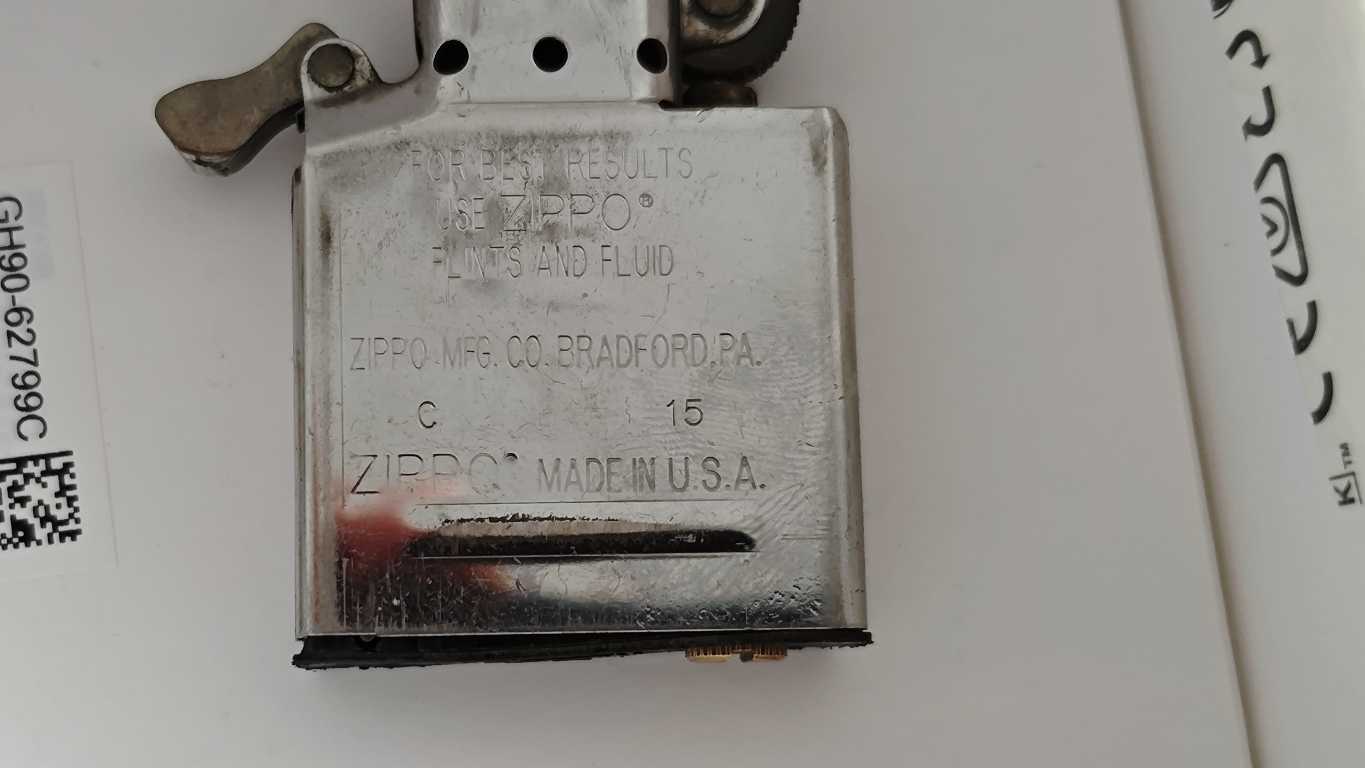 FOR BEST RESULTS
USE ZIPPO®
FLINTS AND FLUID
ZIPPO MFG. CO. BRADFORD, PA.
C 15
ZIPPO® MADE IN U.S.A.
GH90-62799C